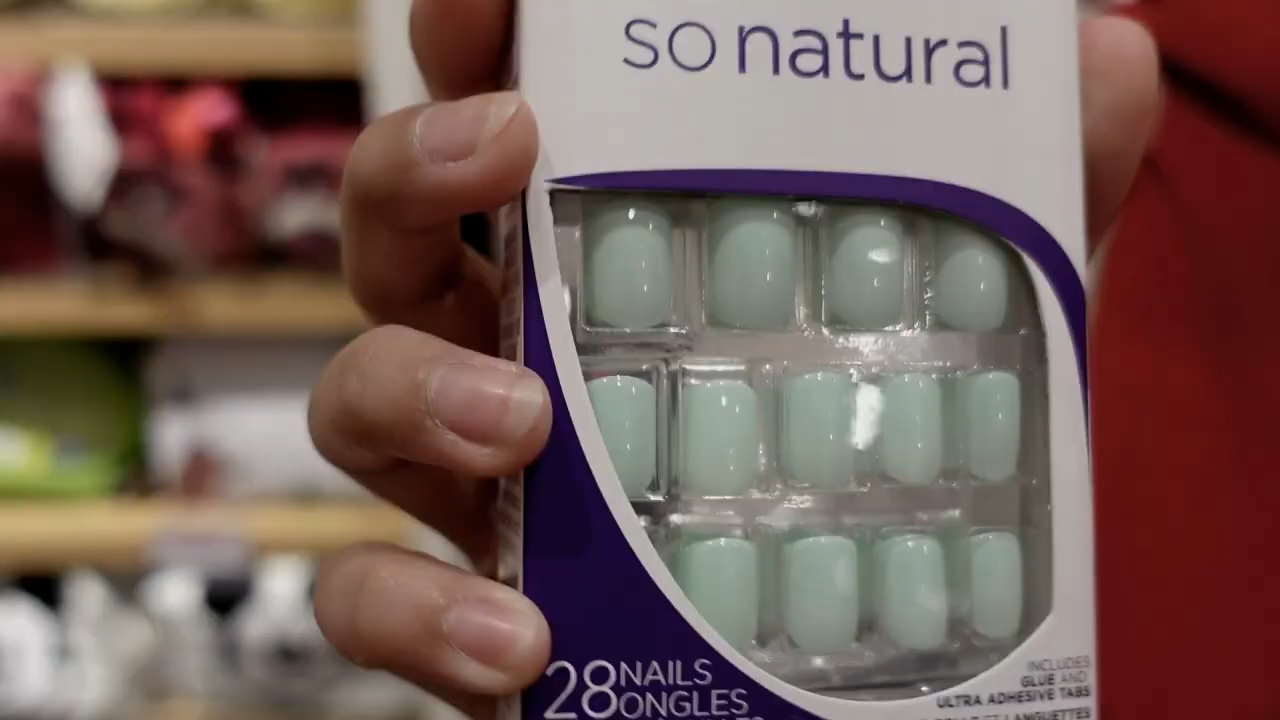 so natural
28 NAILS
ONGLES
INCLUDES
GLUE AND
ULTRA ADHESIVE TABS